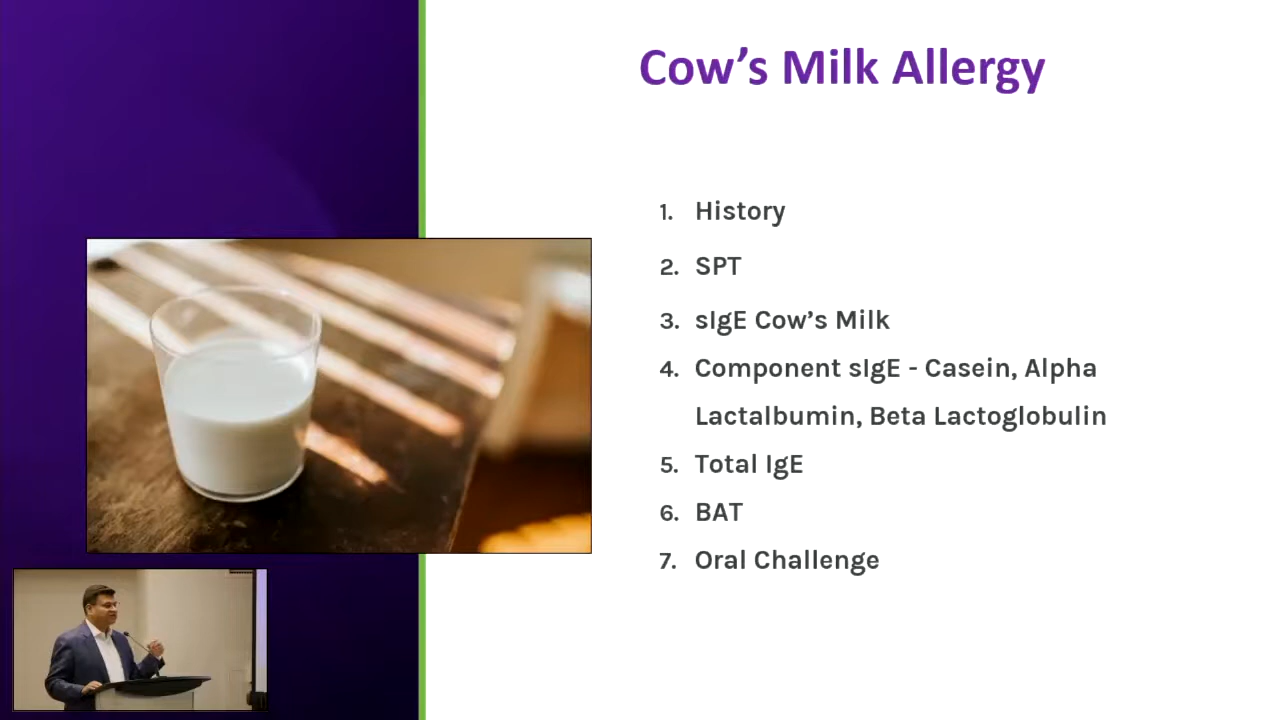 Cow’s Milk Allergy
1. History
2. SPT
3. sIgE Cow’s Milk
4. Component sIgE - Casein, Alpha
Lactalbumin, Beta Lactoglobulin
5. Total IgE
6. BAT
7. Oral Challenge